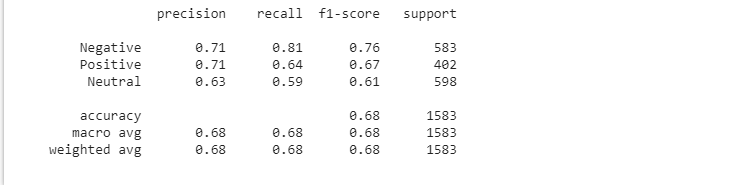 precision recall f1-score support
Negative 0.71 0.81 0.76 583
Positive 0.71 0.64 0.67 402
Neutral 0.63 0.59 0.61 598
accuracy 0.68 1583
macro avg 0.68 0.68 0.68 1583
weighted avg 0.68 0.68 0.68 1583